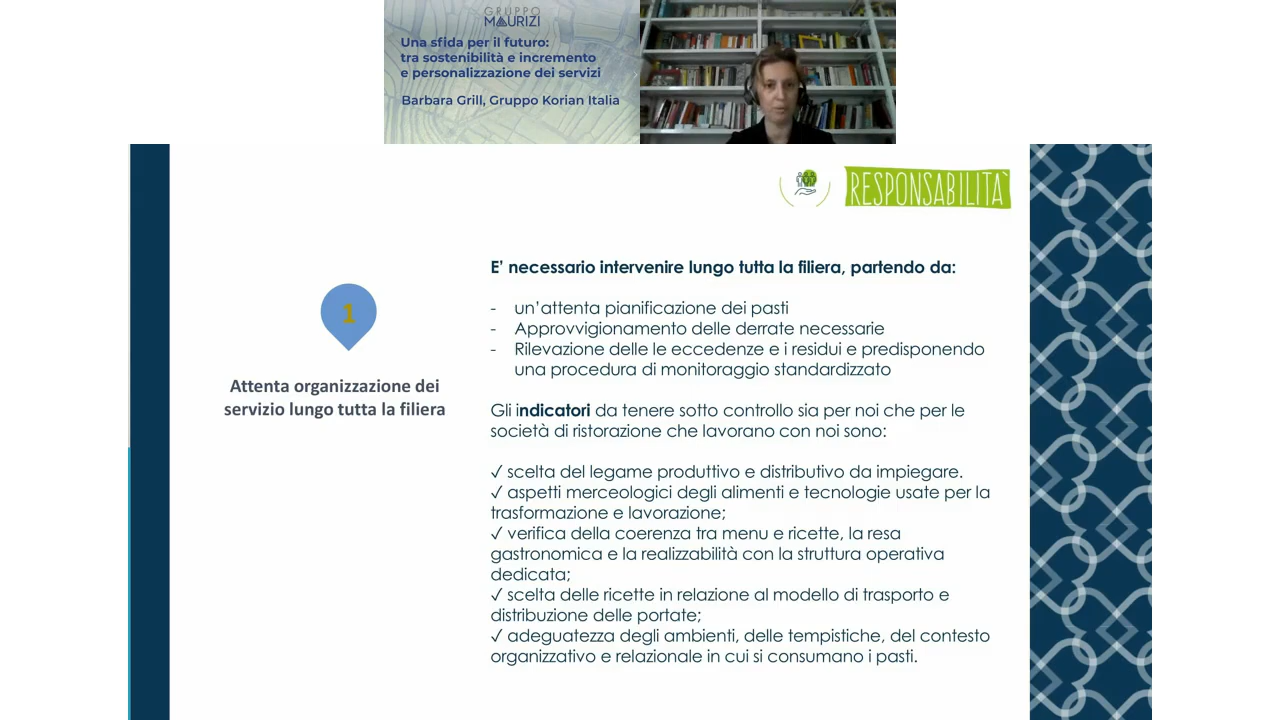 GRUPPO
MAURIZI
Una sfida per il futuro:
tra sostenibilità e incremento
e personalizzazione dei servizi
Barbara Grill, Gruppo Korian Italia
RESPONSABILITÀ
1
Attenta organizzazione dei
servizio lungo tutta la filiera
E' necessario intervenire lungo tutta la filiera, partendo da:
- un'attenta pianificazione dei pasti
- Approvvigionamento delle derrate necessarie
- Rilevazione delle le eccedenze e i residui e predisponendo
una procedura di monitoraggio standardizzato
Gli indicatori da tenere sotto controllo sia per noi che per le
società di ristorazione che lavorano con noi sono:
✓ scelta del legame produttivo e distributivo da impiegare.
✓ aspetti merceologici degli alimenti e tecnologie usate per la
trasformazione e lavorazione;
✓ verifica della coerenza tra menu e ricette, la resa
gastronomica e la realizzabilità con la struttura operativa
dedicata;
✓ scelta delle ricette in relazione al modello di trasporto e
distribuzione delle portate;
✓ adeguatezza degli ambienti, delle tempistiche, del contesto
organizzativo e relazionale in cui si consumano i pasti.